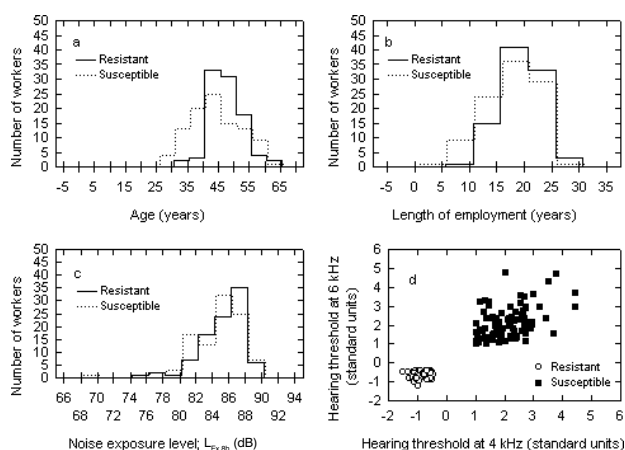 a
Resistant
Susceptible
Number of workers
50
45
40
35
30
25
20
15
10
5
0
-5 5 15 25 35 45 55 65
Age (years)
b
Resistant
Susceptible
Number of workers
50
45
40
35
30
25
20
15
10
5
0
-5 0 5 10 15 20 25 30 35
Length of employment (years)
c
Resistant
Susceptible
Number of workers
50
45
40
35
30
25
20
15
10
5
0
66 70 74 78 82 86 90 94
68 72 76 80 84 88 92
Noise exposure level; L Ex,8h (dB)
d
Hearing threshold at 6 kHz
(standard units)
6
5
4
3
2
1
0
-1
-2
Resistant
Susceptible
-2 -1 0 1 2 3 4 5 6
Hearing threshold at 4 kHz (standard units)